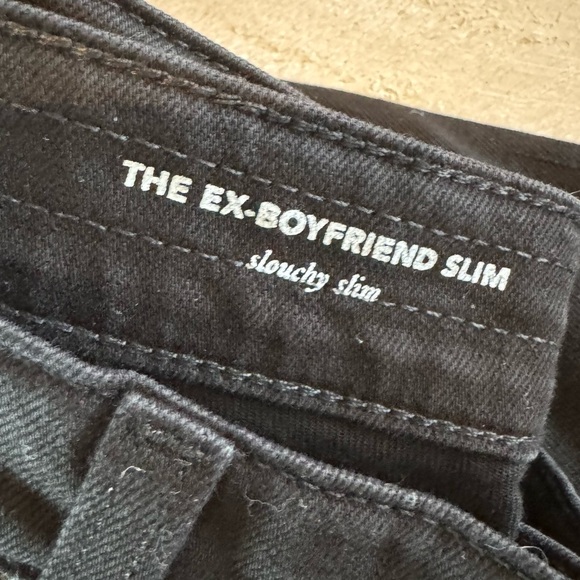 THE EX-BOYFRIEND SLIM
slouchy slim